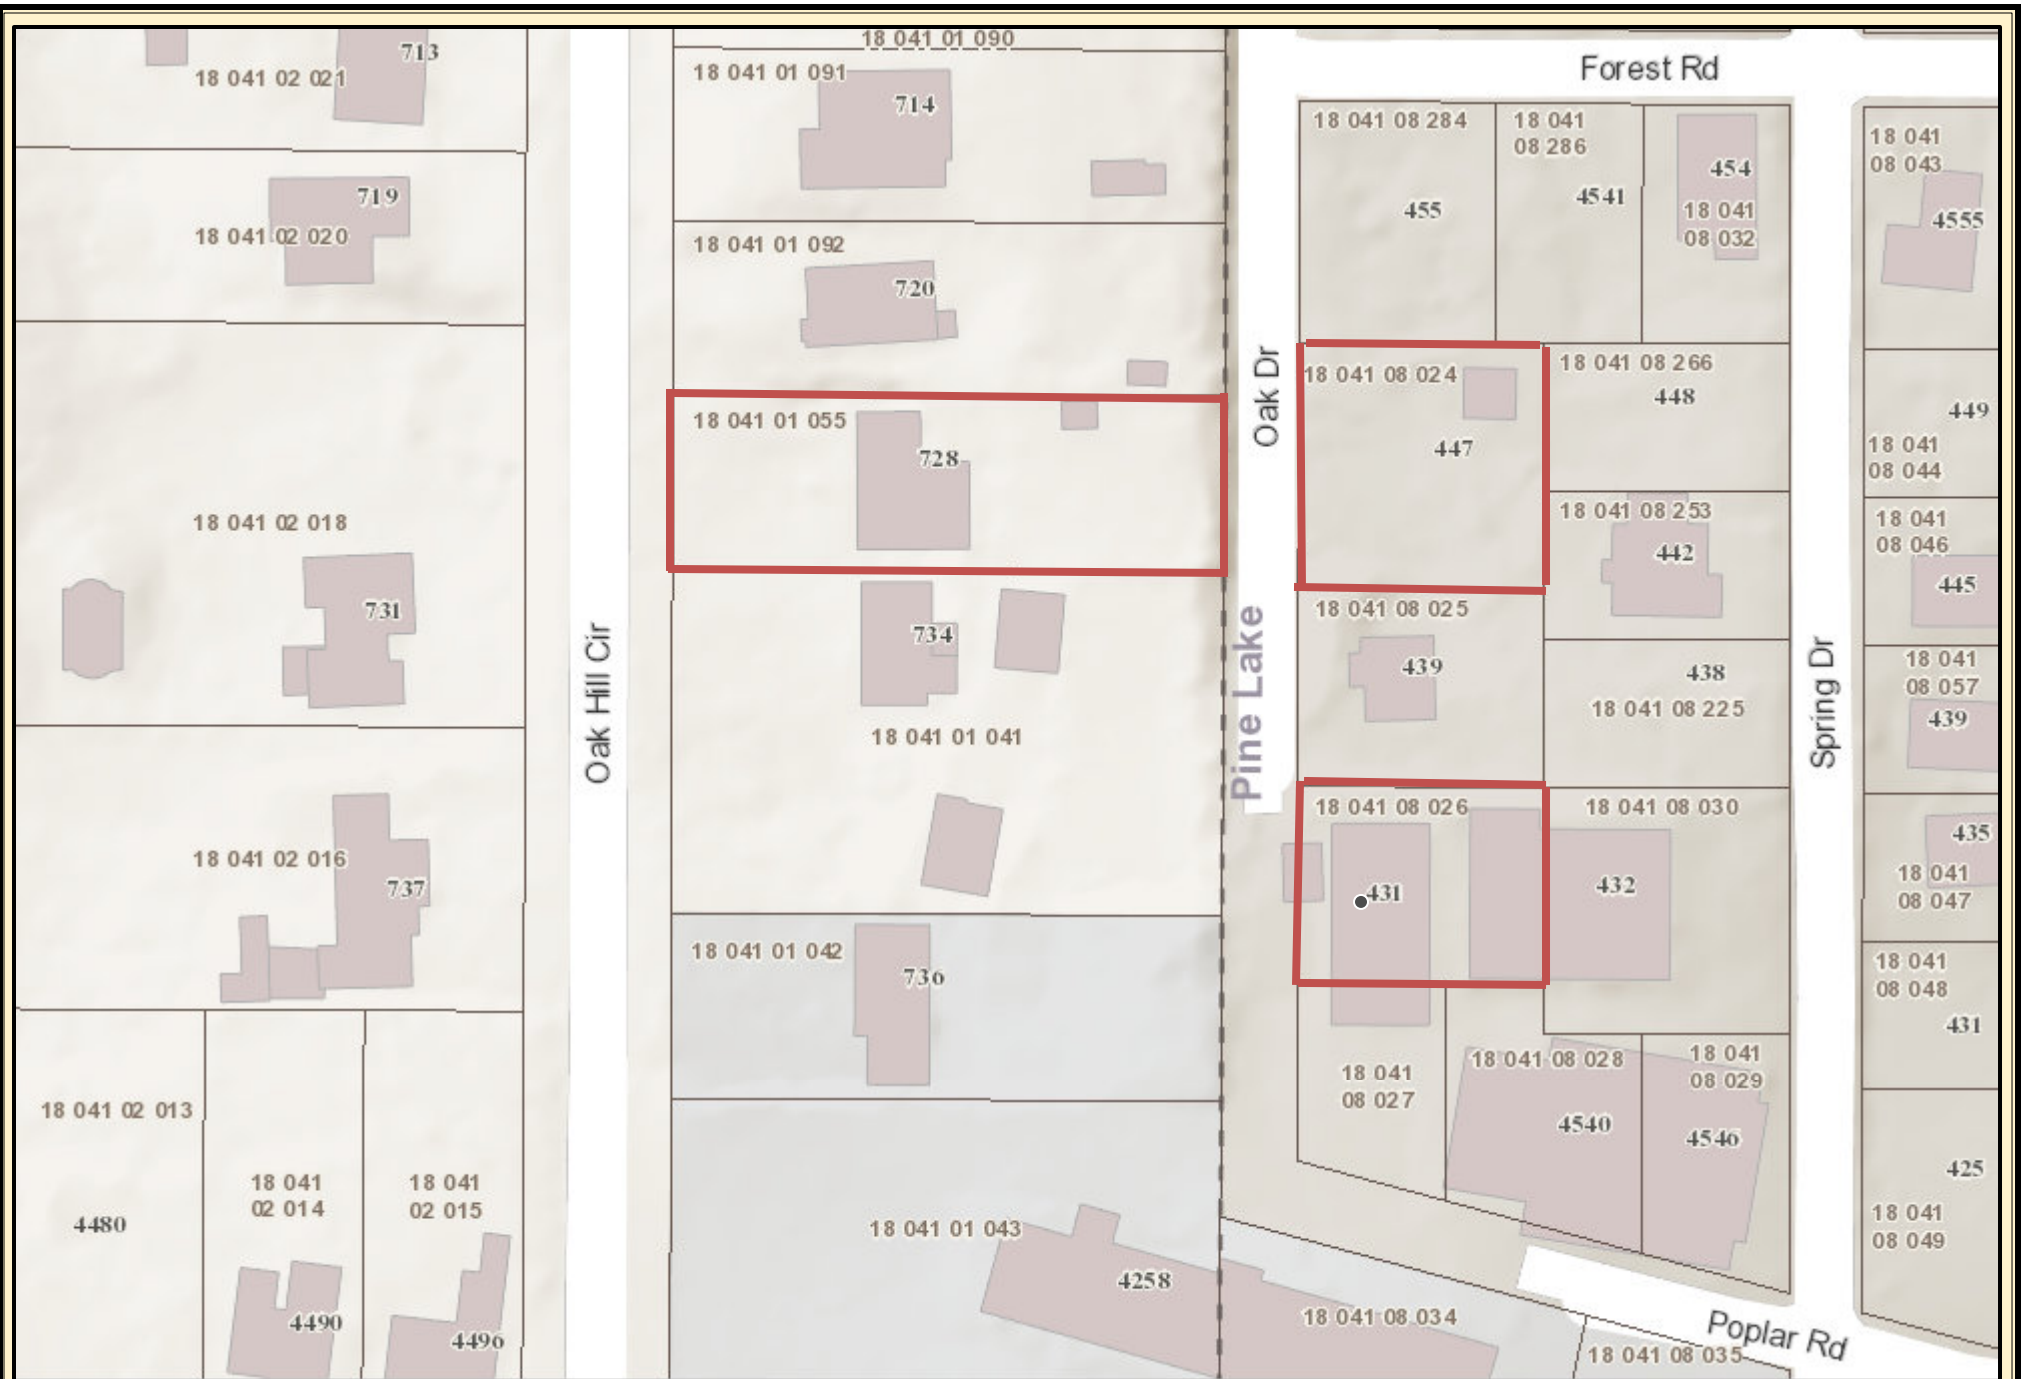 713
18 041 02 021
719
18 041 02 020
18 041 02 018
731
18 041 02 016
737
18 041 02 013
4480
18 041
02 014
4490
18 041
02 015
4496
Oak Hill Cir
18 041 01 090
18 041 01 091
714
18 041 01 092
720
18 041 01 055
728
734
18 041 01 041
18 041 01 042
736
18 041 01 043
4258
Oak Dr
Pine Lake
Forest Rd
18 041 08 284
455
18 041
08 286
4541
454
18 041
08 032
18 041 08 024
447
18 041 08 266
448
18 041 08 253
442
18 041 08 025
439
438
18 041 08 225
18 041 08 026
431
18 041 08 030
432
18 041
08 027
18 041 08 028
4540
18 041
08 029
4546
18 041 08 034
18 041 08 035
Poplar Rd
Spring Dr
18 041
08 043
4555
449
18 041
08 044
18 041
08 046
445
18 041
08 057
439
435
18 041
08 047
18 041
08 048
431
425
18 041
08 049